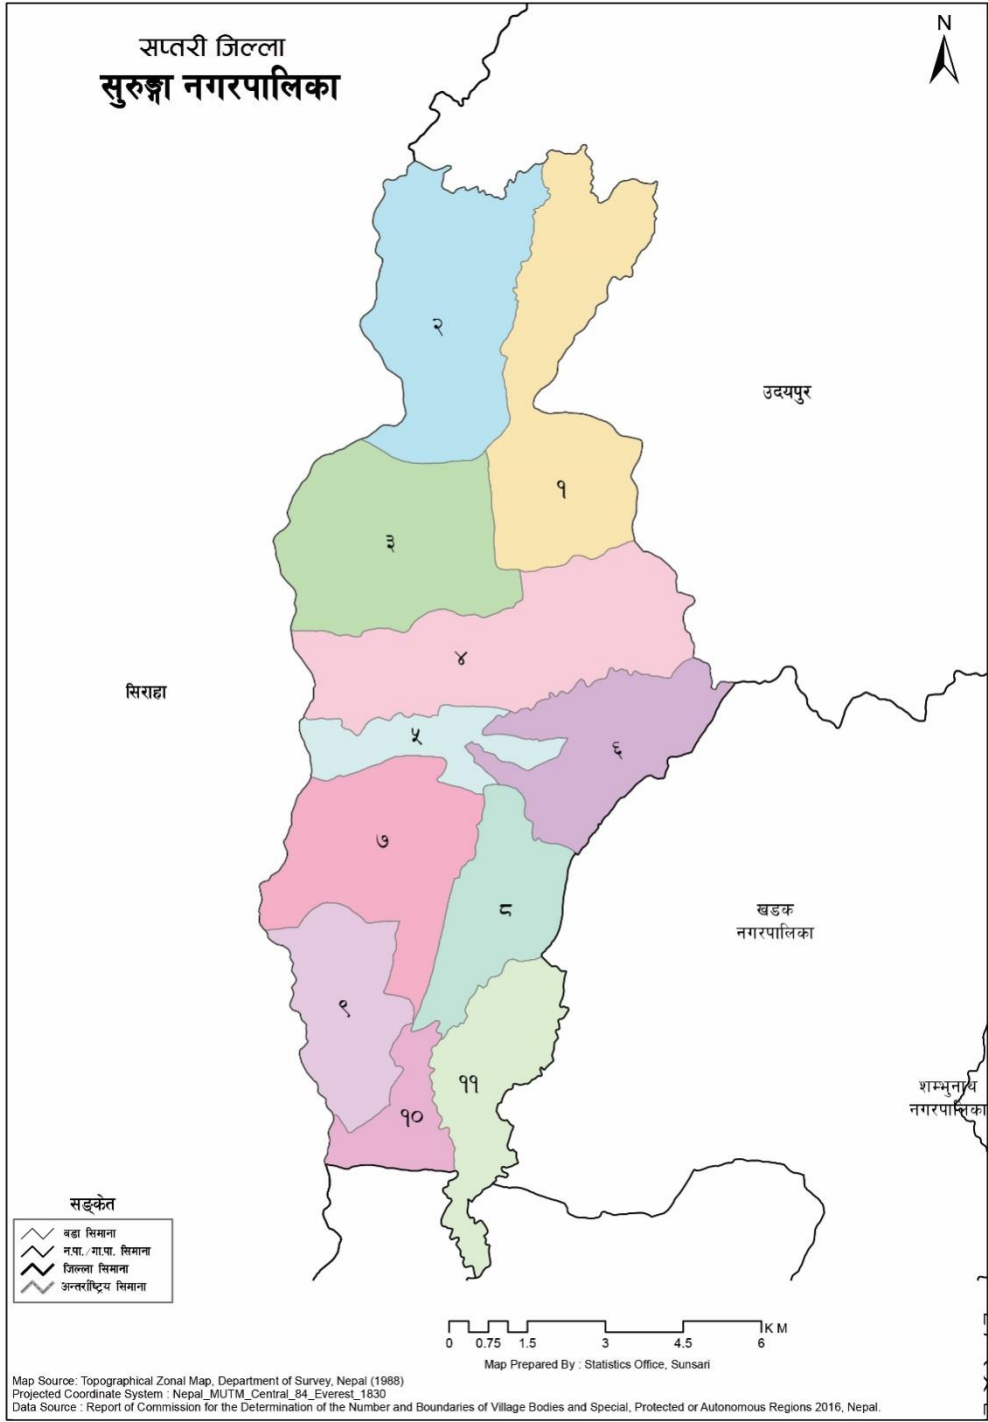 सप्तरी जिल्ला
सुरुङ्गा नगरपालिका
N
२
उदयपुर
१
३
४
सिराहा
५
६
७
८
खडक
नगरपालिका
९
११
१०
शम्भुनाथ
नगरपालिका
सङ्केत
वडा सिमाना
न.पा./गा.पा. सिमाना
जिल्ला सिमाना
अन्तर्राष्ट्रिय सिमाना
KM
0 0.75 1.5 3 4.5 6
Map Prepared By : Statistics Office, Sunsari
Map Source: Topographical Zonal Map, Department of Survey, Nepal (1988)
Projected Coordinate System : Nepal_MUTM_Central_84_Everest_1830
Data Source : Report of Commission for the Determination of the Number and Boundaries of Village Bodies and Special, Protected or Autonomous Regions 2016, Nepal.